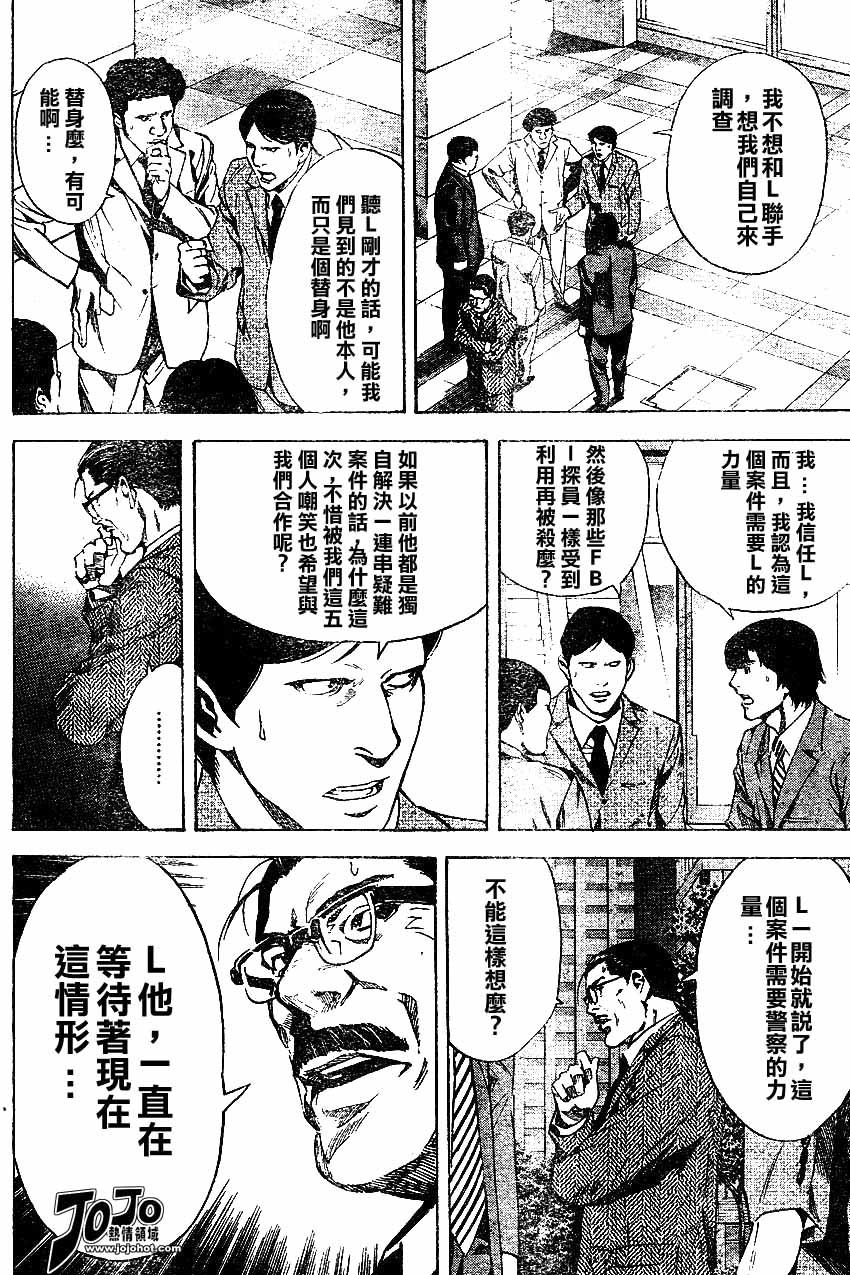 我不想和L聯手
，想我們自己來
調查
聽L剛才的話，可能我
們見到的不是他本人，
而只是個替身啊
替身麼，有可
能啊…
我…我信任L，
而且，我認為這
個案件需要L的
力量
然後像那些FB
I探員一樣受到
利用再被殺麼？
如果以前他都是獨
自解決一連串疑難
案件的話，為什麼這
次，不惜被我們這五
個人嘲笑也希望與
我們合作呢？
…………
L一開始就説了，這
個案件需要警察的力
量…
不能這樣想麼？
L他，一直在
等待著現在
這情形…
JOJO
熱情領域
www.jojohot.com